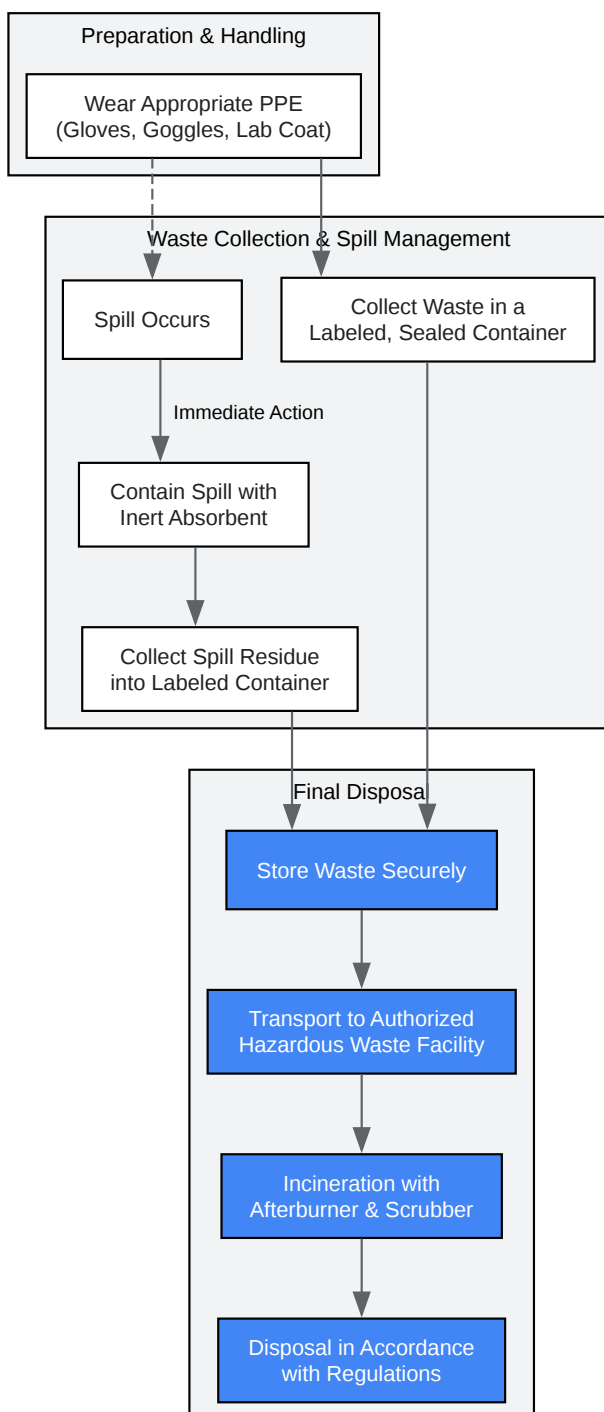 Preparation & Handling
Wear Appropriate PPE
(Gloves, Goggles, Lab Coat)
Waste Collection & Spill Management
Spill Occurs
Collect Waste in a
Labeled, Sealed Container
Immediate Action
Contain Spill with
Inert Absorbent
Collect Spill Residue
into Labeled Container
Final Disposal
Store Waste Securely
Transport to Authorized
Hazardous Waste Facility
Incineration with
Afterburner & Scrubber
Disposal in Accordance
with Regulations